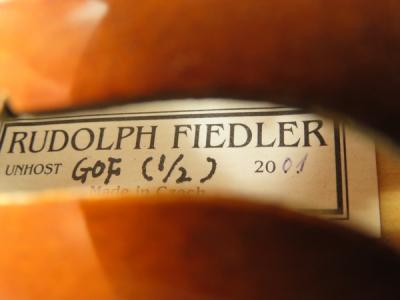 RUDOLPH FIEDLER
UNHOST GOF (1/2) 2001
Made in Czech